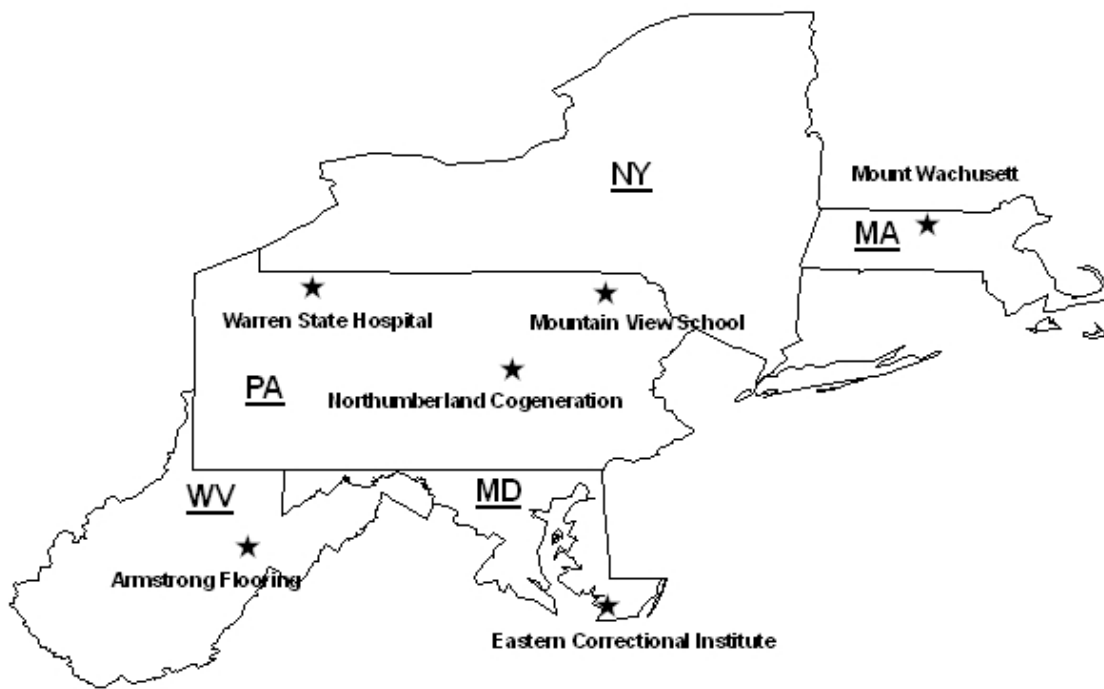 NY
Mount Wachusett
MA
Warren State Hospital
Mountain View School
PA
Northumberland Cogeneration
WV
MD
Armstrong Flooring
Eastern Correctional Institute